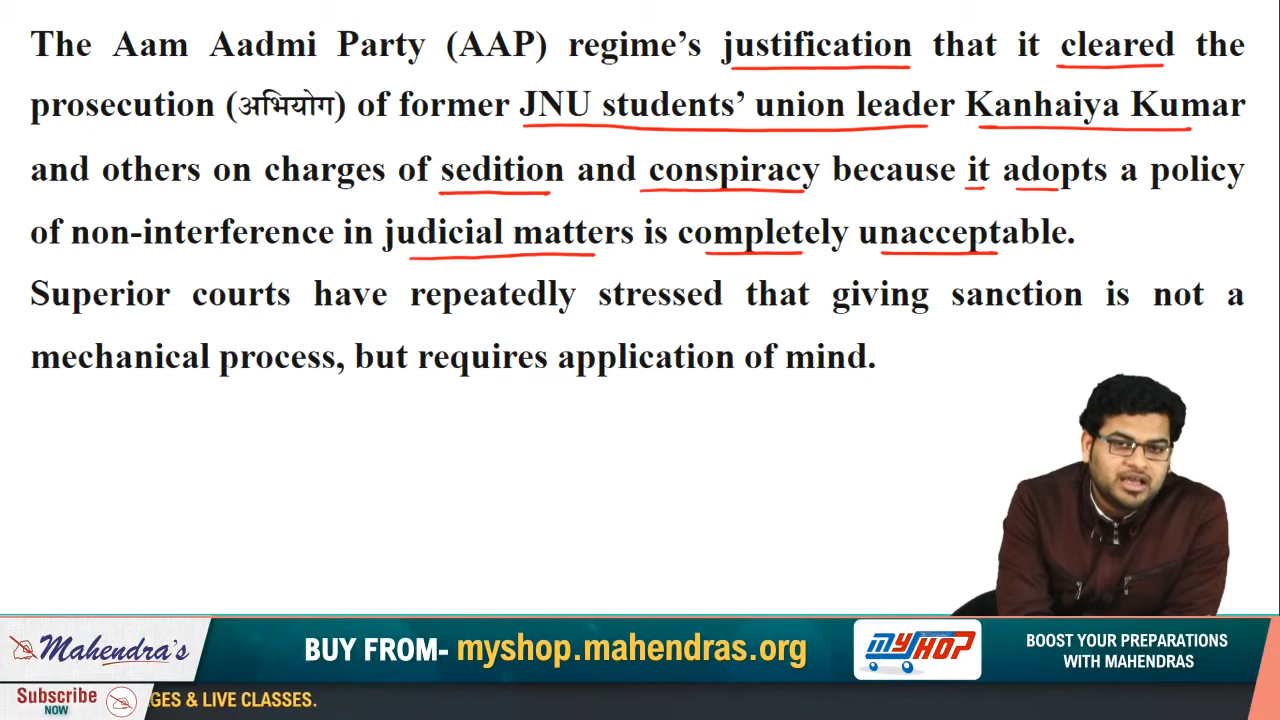 The Aam Aadmi Party (AAP) regime's justification that it cleared the
prosecution (अभियोग) of former JNU students' union leader Kanhaiya Kumar
and others on charges of sedition and conspiracy because it adopts a policy
of non-interference in judicial matters is completely unacceptable.
Superior courts have repeatedly stressed that giving sanction is not a
mechanical process, but requires application of mind.
Mahendra's
BUY FROM- myshop.mahendras.org
MYSHOP
BOOST YOUR PREPARATIONS
WITH MAHENDRAS
Subscribe
NOW
GES & LIVE CLASSES.